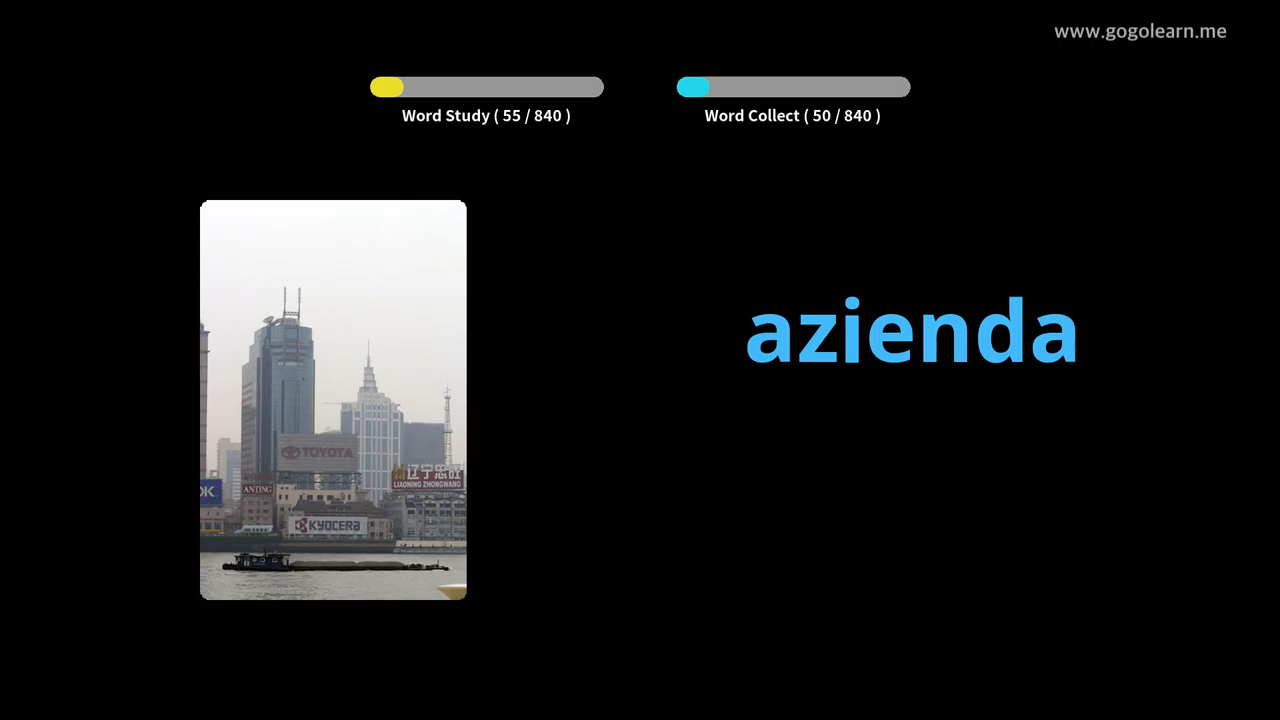 www.gogolearn.me
Word Study ( 55 / 840 )
Word Collect ( 50 / 840 )
azienda
TOYOTA
辽宁忠旺
LIAONING ZHONGWANG
ANTING
OK
KYOCERA